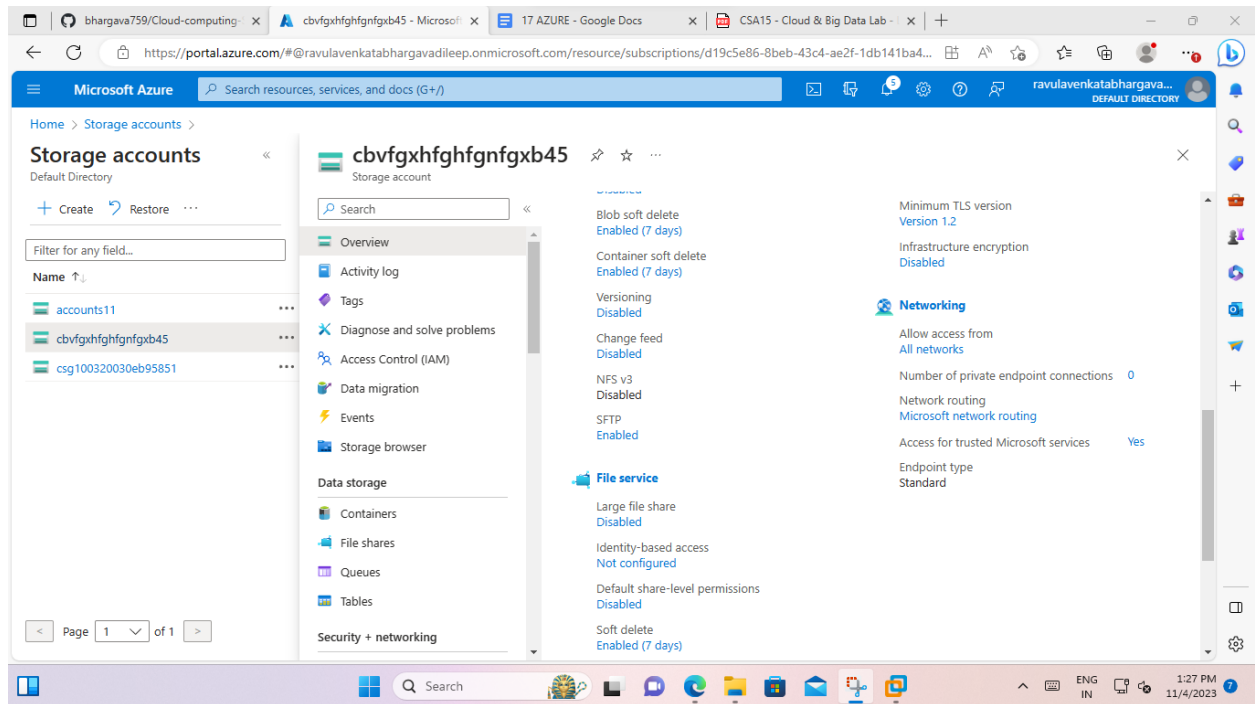 bhargava759/Cloud-computing-
cbvfgxhfghfgnfgxb45 - Microsoft
17 AZURE - Google Docs
CSA15 - Cloud & Big Data Lab -
https://portal.azure.com/#@ravulavenkatabhargavadileep.onmicrosoft.com/resource/subscriptions/d19c5e86-8beb-43c4-ae2f-1db141ba4...
Microsoft Azure
Search resources, services, and docs (G+/)
5
ravulavenkatabhargava...
DEFAULT DIRECTORY
Home > Storage accounts >
Storage accounts
Default Directory
Create
Restore
Filter for any field...
Name
accounts11
cbvfgxhfghfgnfgxb45
csg100320030eb95851
< Page 1 of 1 >
cbvfgxhfghfgnfgxb45
Storage account
Search
Overview
Activity log
Tags
Diagnose and solve problems
Access Control (IAM)
Data migration
Events
Storage browser
Data storage
Containers
File shares
Queues
Tables
Security + networking
Disabled
Blob soft delete
Enabled (7 days)
Container soft delete
Enabled (7 days)
Versioning
Disabled
Change feed
Disabled
NFS v3
Disabled
SFTP
Enabled
File service
Large file share
Disabled
Identity-based access
Not configured
Default share-level permissions
Disabled
Soft delete
Enabled (7 days)
Minimum TLS version
Version 1.2
Infrastructure encryption
Disabled
Networking
Allow access from
All networks
Number of private endpoint connections 0
Network routing
Microsoft network routing
Access for trusted Microsoft services Yes
Endpoint type
Standard
Search
ENG
IN
1:27 PM
11/4/2023
7